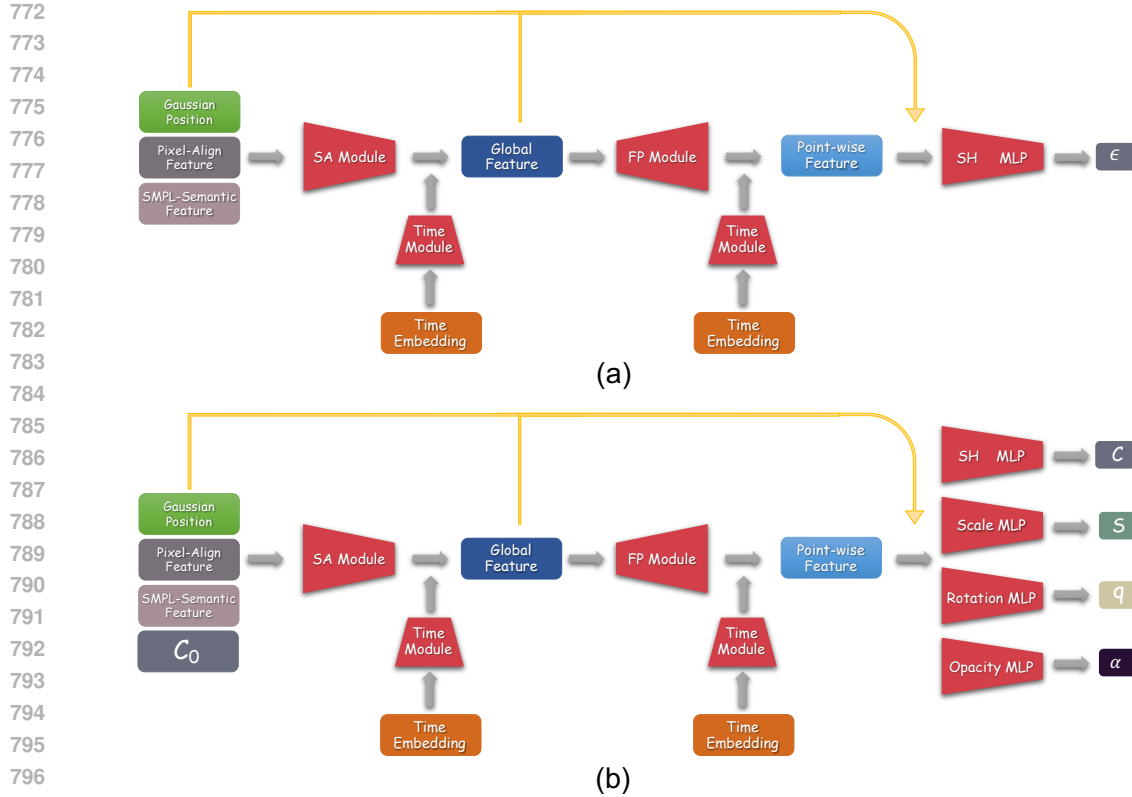 772
773
774
775
776
777
778
779
780
781
782
783
784
785
786
787
788
789
790
791
792
793
794
795
796
Gaussian
Position
Pixel-Align
Feature
SMPL-Semantic
Feature
SA Module
Time
Module
Time
Embedding
Global
Feature
FP Module
Time
Module
Time
Embedding
Point-wise
Feature
SH MLP
ϵ
(a)
Gaussian
Position
Pixel-Align
Feature
SMPL-Semantic
Feature
C₀
SA Module
Time
Module
Time
Embedding
Global
Feature
FP Module
Time
Module
Time
Embedding
Point-wise
Feature
SH MLP
C
Scale MLP
S
Rotation MLP
q
Opacity MLP
α
(b)